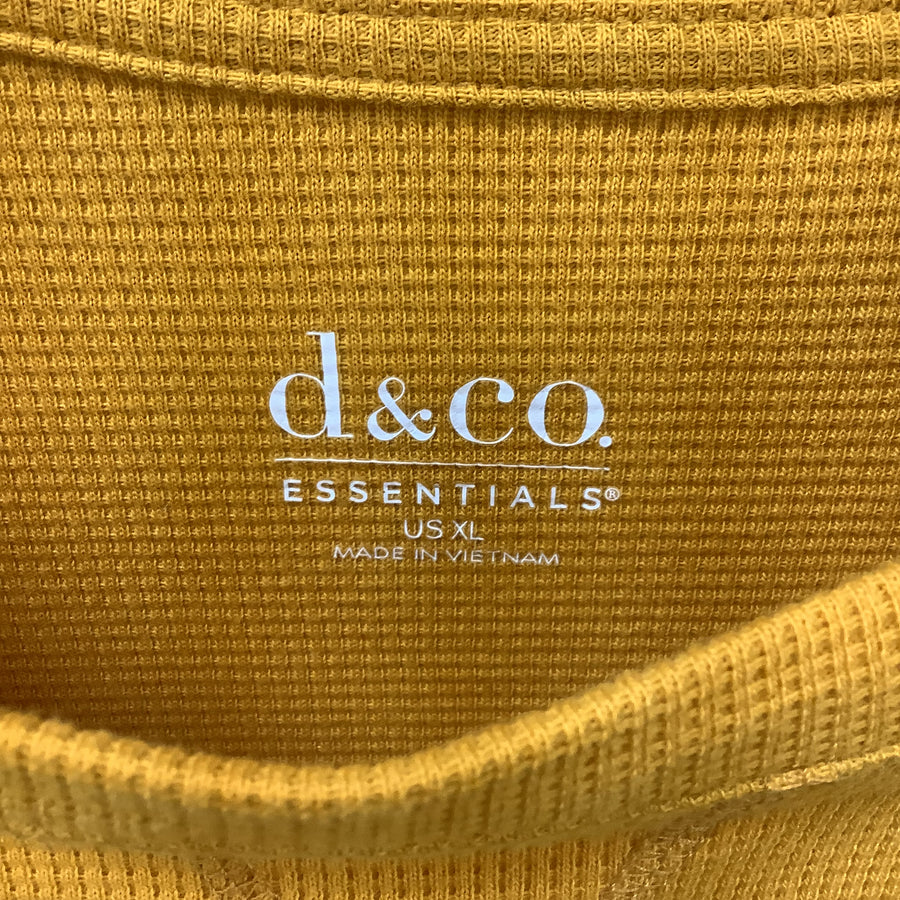 d&co.
ESSENTIALS®
US XL
MADE IN VIETNAM